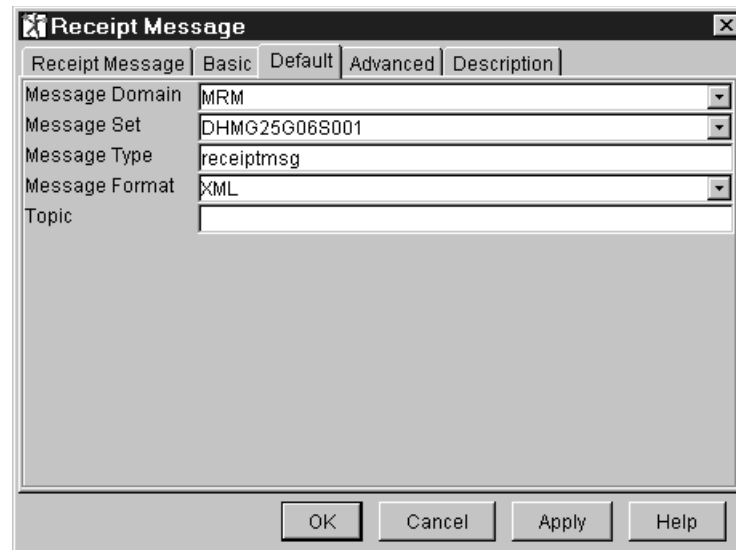 Receipt Message
Receipt Message Basic Default Advanced Description
Message Domain MRM
Message Set DHMG25G06S001
Message Type receiptmsg
Message Format XML
Topic
OK Cancel Apply Help